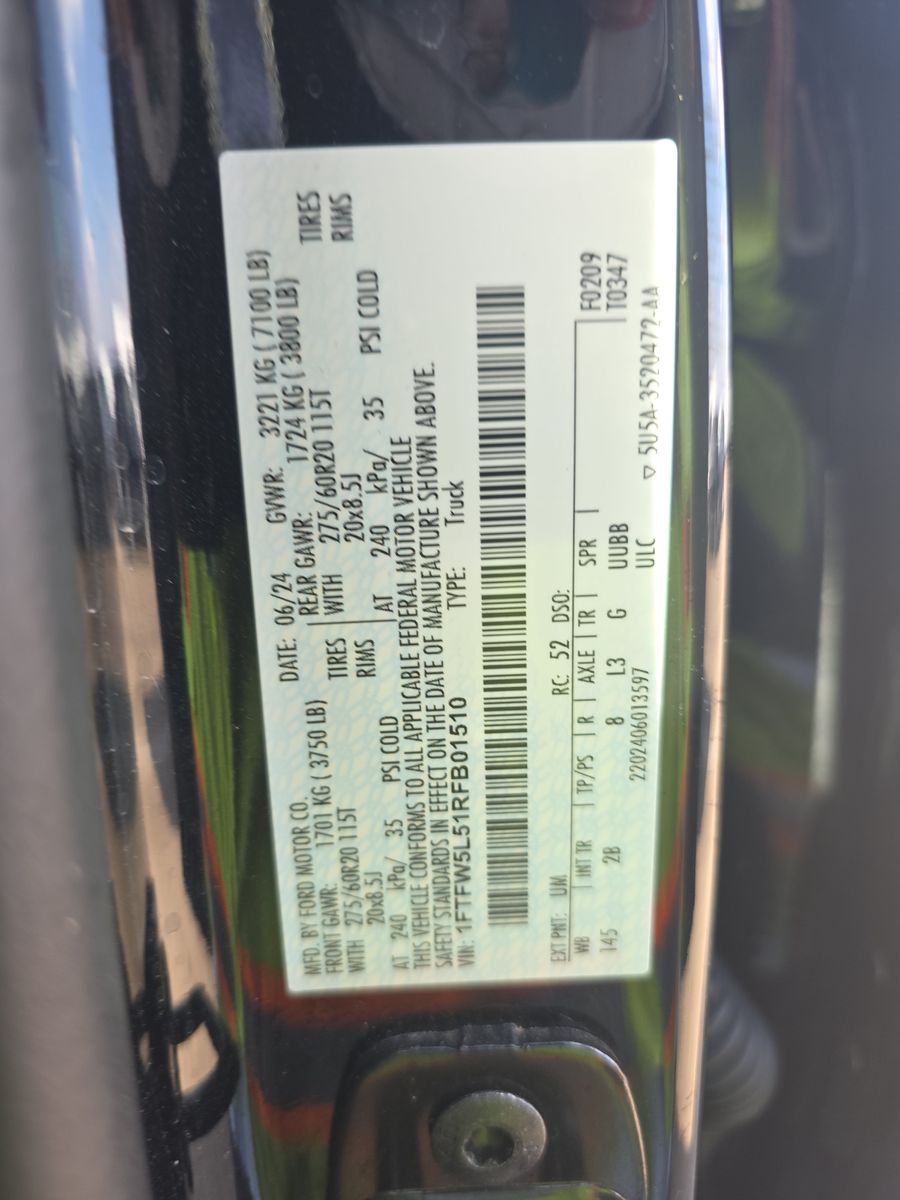 MFD. BY FORD MOTOR CO.
DATE: 06/24 GVWR: 3221 KG ( 7100 LB)
FRONT GAWR: 1701 KG ( 3750 LB) REAR GAWR: 1724 KG ( 3800 LB)
WITH 275/60R20 115T TIRES WITH 275/60R20 115T TIRES
20x8.5J RIMS 20x8.5J RIMS
AT 240 kPa/ 35 PSI COLD AT 240 kPa/ 35 PSI COLD
THIS VEHICLE CONFORMS TO ALL APPLICABLE FEDERAL MOTOR VEHICLE
SAFETY STANDARDS IN EFFECT ON THE DATE OF MANUFACTURE SHOWN ABOVE.
VIN: 1FTFW5L51RFB01510 TYPE: Truck
EXT PNT: UM RC: 52 DSO:
WB INT TR TP/PS R AXLE TR SPR F0209
145 2B 8 L3 G UUBB T0347
2202406013597 ULC
▽ 5U5A-3520472-AA